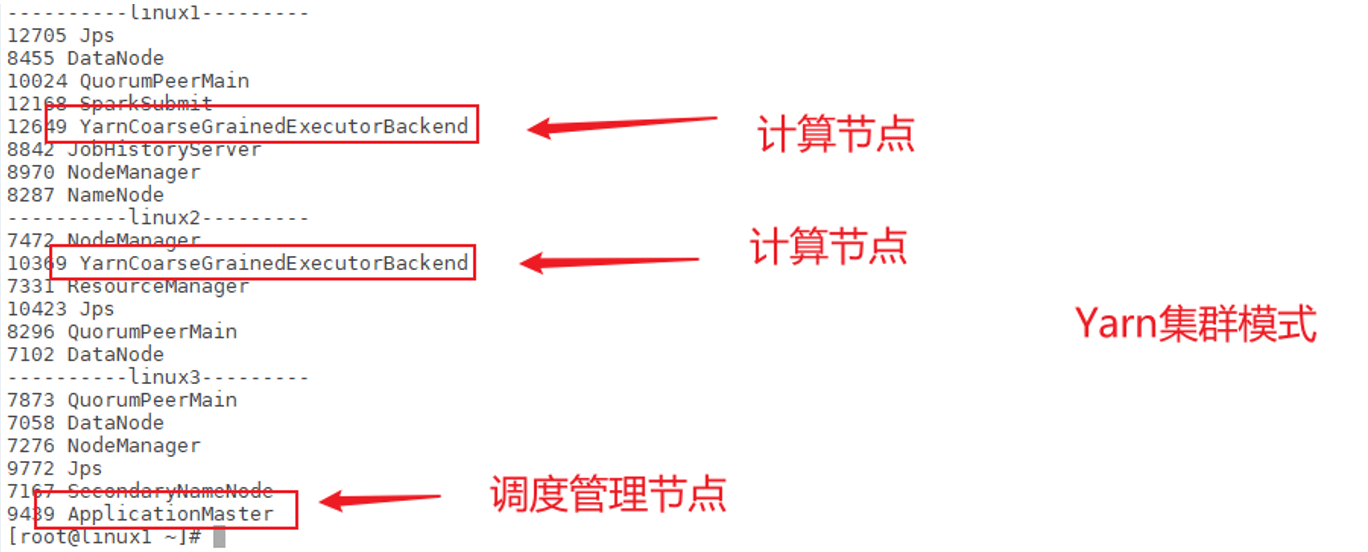 ----------linux1---------
12705 Jps
8455 DataNode
10024 QuorumPeerMain
12168 SparkSubmit
12649 YarnCoarseGrainedExecutorBackend
计算节点
8842 JobHistoryServer
8970 NodeManager
8287 NameNode
----------linux2---------
7472 NodeManager
10369 YarnCoarseGrainedExecutorBackend
计算节点
7331 ResourceManager
10423 Jps
8296 QuorumPeerMain
Yarn集群模式
7102 DataNode
----------linux3---------
7873 QuorumPeerMain
7058 DataNode
7276 NodeManager
9772 Jps
7167 SecondaryNameNode
调度管理节点
9439 ApplicationMaster
[root@linux1 ~]#